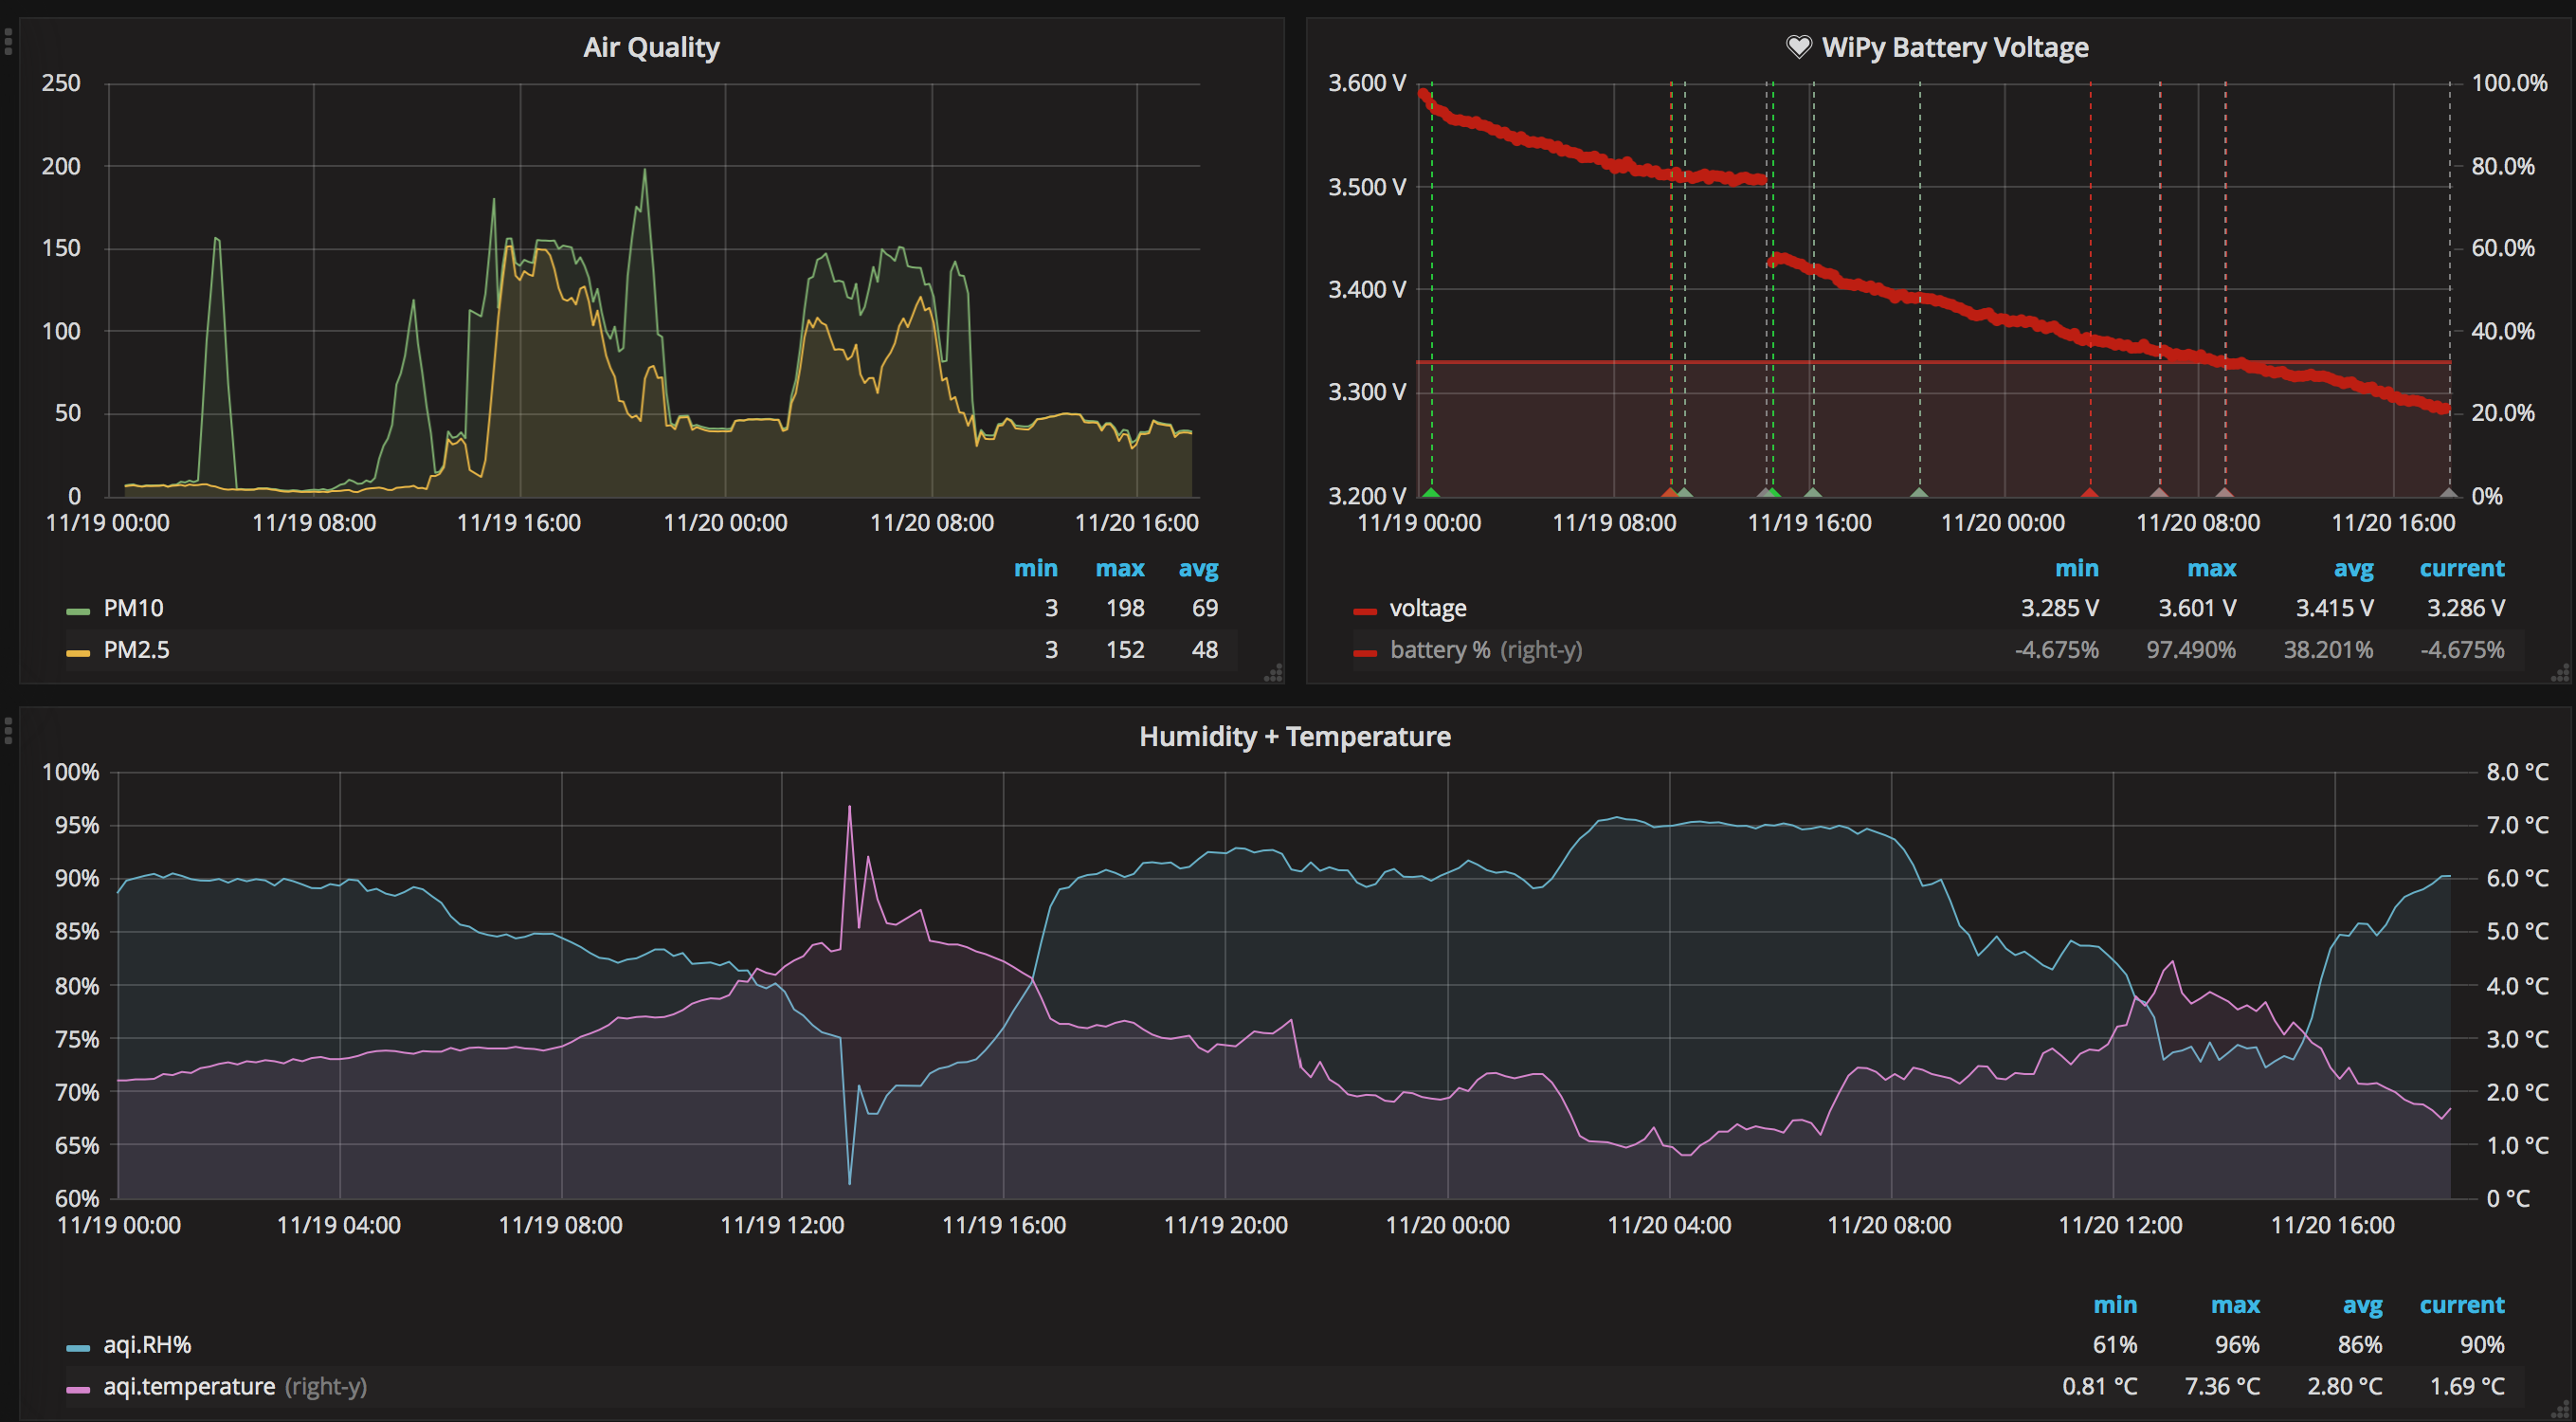 Air Quality
250
200
150
100
50
0
11/19 00:00 11/19 08:00 11/19 16:00 11/20 00:00 11/20 08:00 11/20 16:00
min max avg
PM10 3 198 69
PM2.5 3 152 48
WiPy Battery Voltage
3.600 V 100.0%
80.0%
3.500 V
60.0%
3.400 V
40.0%
3.300 V
20.0%
3.200 V 0%
11/19 00:00 11/19 08:00 11/19 16:00 11/20 00:00 11/20 08:00 11/20 16:00
min max avg current
voltage 3.285 V 3.601 V 3.415 V 3.286 V
battery % (right-y) -4.675% 97.490% 38.201% -4.675%
Humidity + Temperature
100% 8.0 °C
95% 7.0 °C
90% 6.0 °C
85% 5.0 °C
80% 4.0 °C
75% 3.0 °C
70% 2.0 °C
65% 1.0 °C
60% 0 °C
11/19 00:00 11/19 04:00 11/19 08:00 11/19 12:00 11/19 16:00 11/19 20:00 11/20 00:00 11/20 04:00 11/20 08:00 11/20 12:00 11/20 16:00
min max avg current
aqi.RH% 61% 96% 86% 90%
aqi.temperature (right-y) 0.81 °C 7.36 °C 2.80 °C 1.69 °C